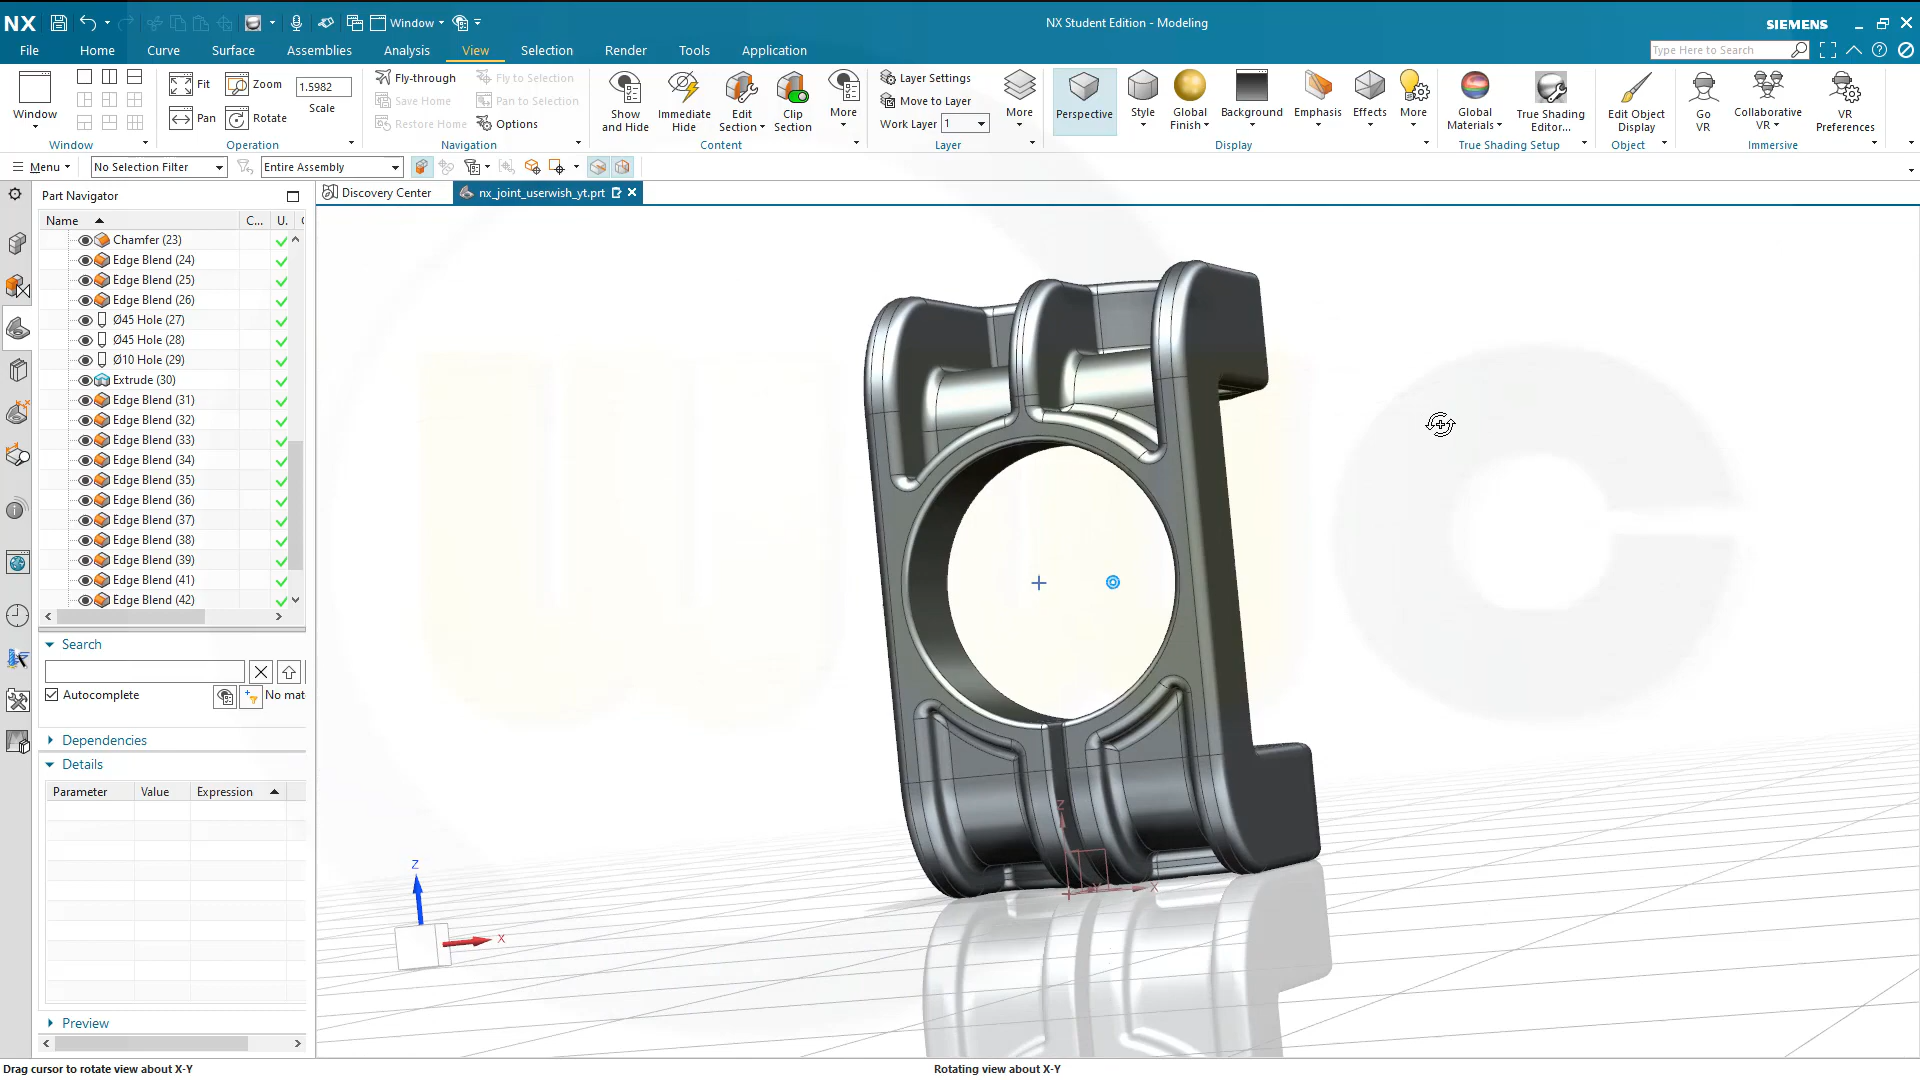 NX
Window
NX Student Edition - Modeling
SIEMENS
File
Home
Curve
Surface
Assemblies
Analysis
View
Selection
Render
Tools
Application
Type Here to Search
Window
Fit
Zoom
1.5982
Pan
Rotate
Scale
Fly-through
Save Home
Restore Home
Fly to Selection
Pan to Selection
Options
Show and Hide
Immediate Hide
Edit Section
Clip Section
More
Layer Settings
Move to Layer
Work Layer 1
More
Perspective
Style
Global Finish
Background
Emphasis
Effects
More
Global Materials
True Shading Editor...
Edit Object Display
Go VR
Collaborative VR
VR Preferences
Window
Operation
Navigation
Content
Layer
Display
True Shading Setup
Object
Immersive
Menu
No Selection Filter
Entire Assembly
Part Navigator
Discovery Center
nx_joint_userwish_yt.prt
Name
C...
U.
Chamfer (23)
Edge Blend (24)
Edge Blend (25)
Edge Blend (26)
Ø45 Hole (27)
Ø45 Hole (28)
Ø10 Hole (29)
Extrude (30)
Edge Blend (31)
Edge Blend (32)
Edge Blend (33)
Edge Blend (34)
Edge Blend (35)
Edge Blend (36)
Edge Blend (37)
Edge Blend (38)
Edge Blend (39)
Edge Blend (41)
Edge Blend (42)
Search
Autocomplete
No mat
Dependencies
Details
Parameter
Value
Expression
Preview
Z
X
Z
X
Drag cursor to rotate view about X-Y
Rotating view about X-Y